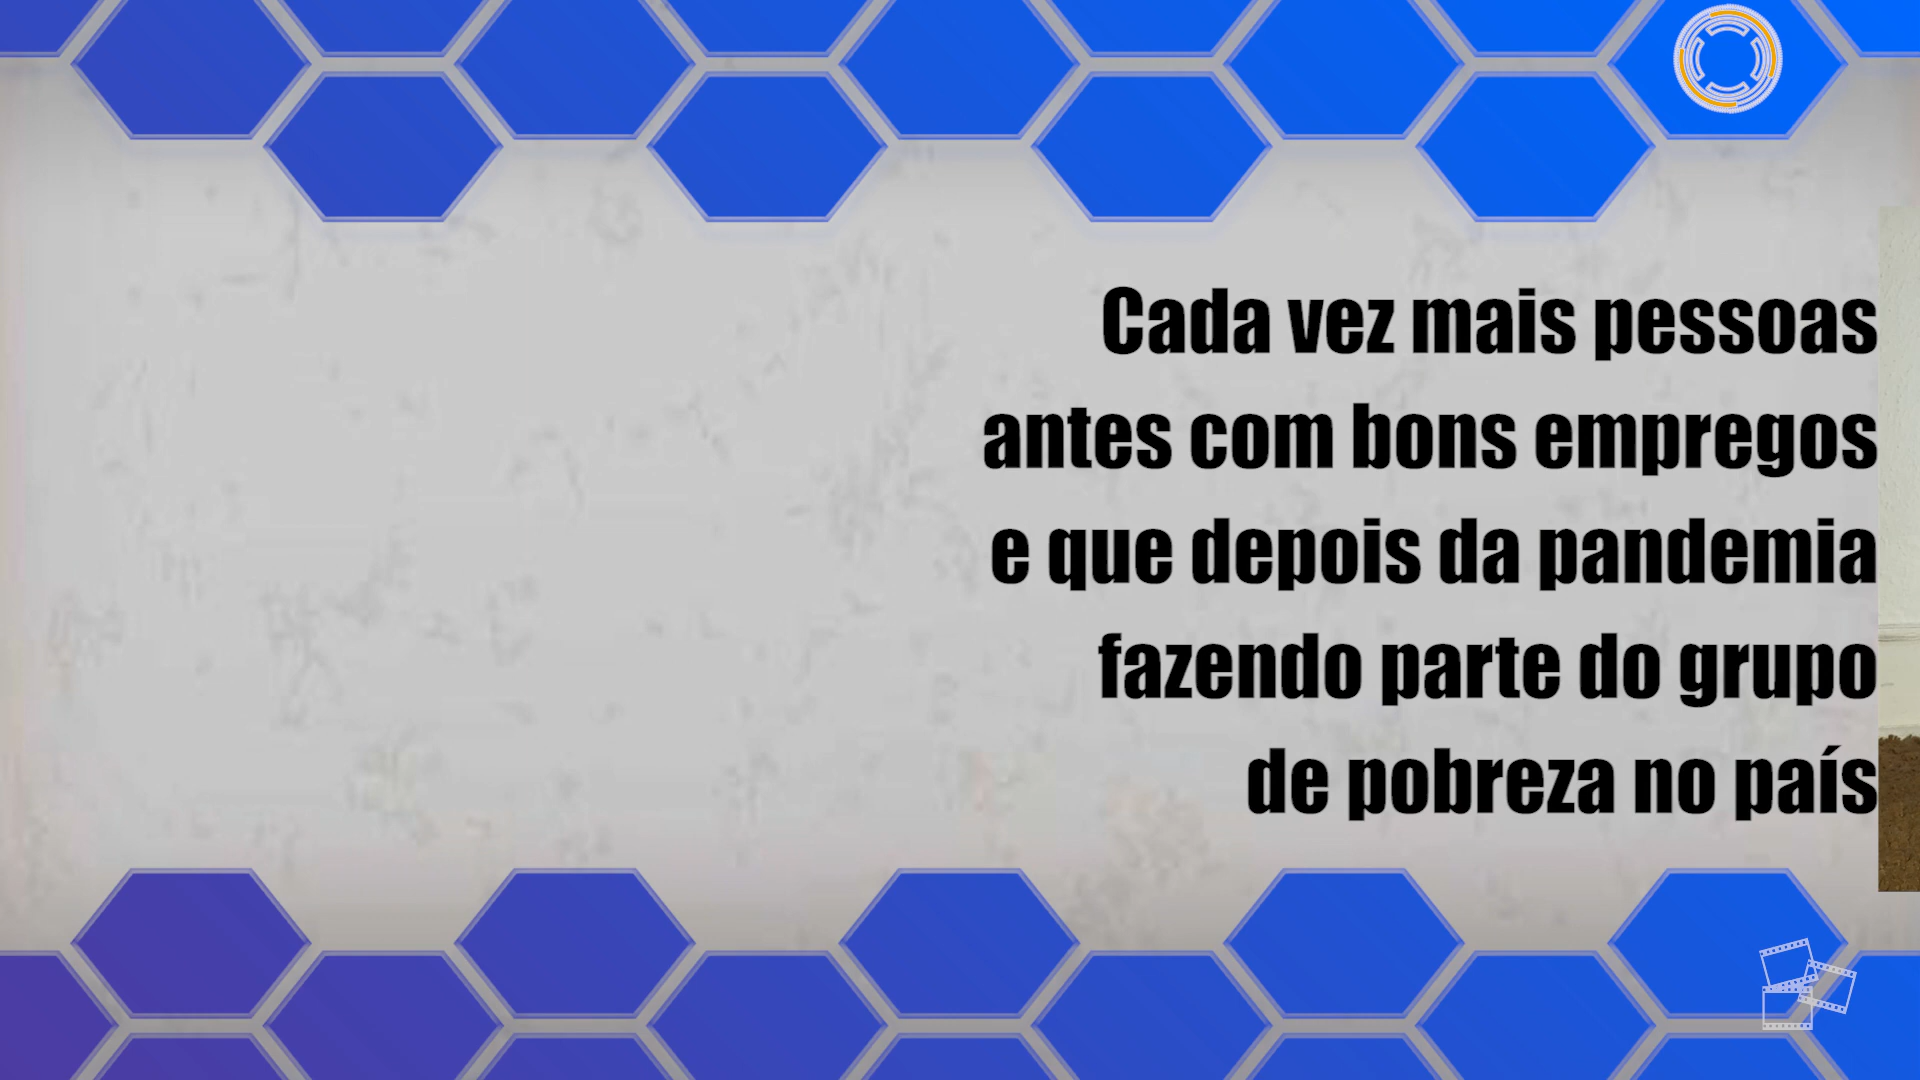 Cada vez mais pessoas
antes com bons empregos
e que depois da pandemia
fazendo parte do grupo
de pobreza no país